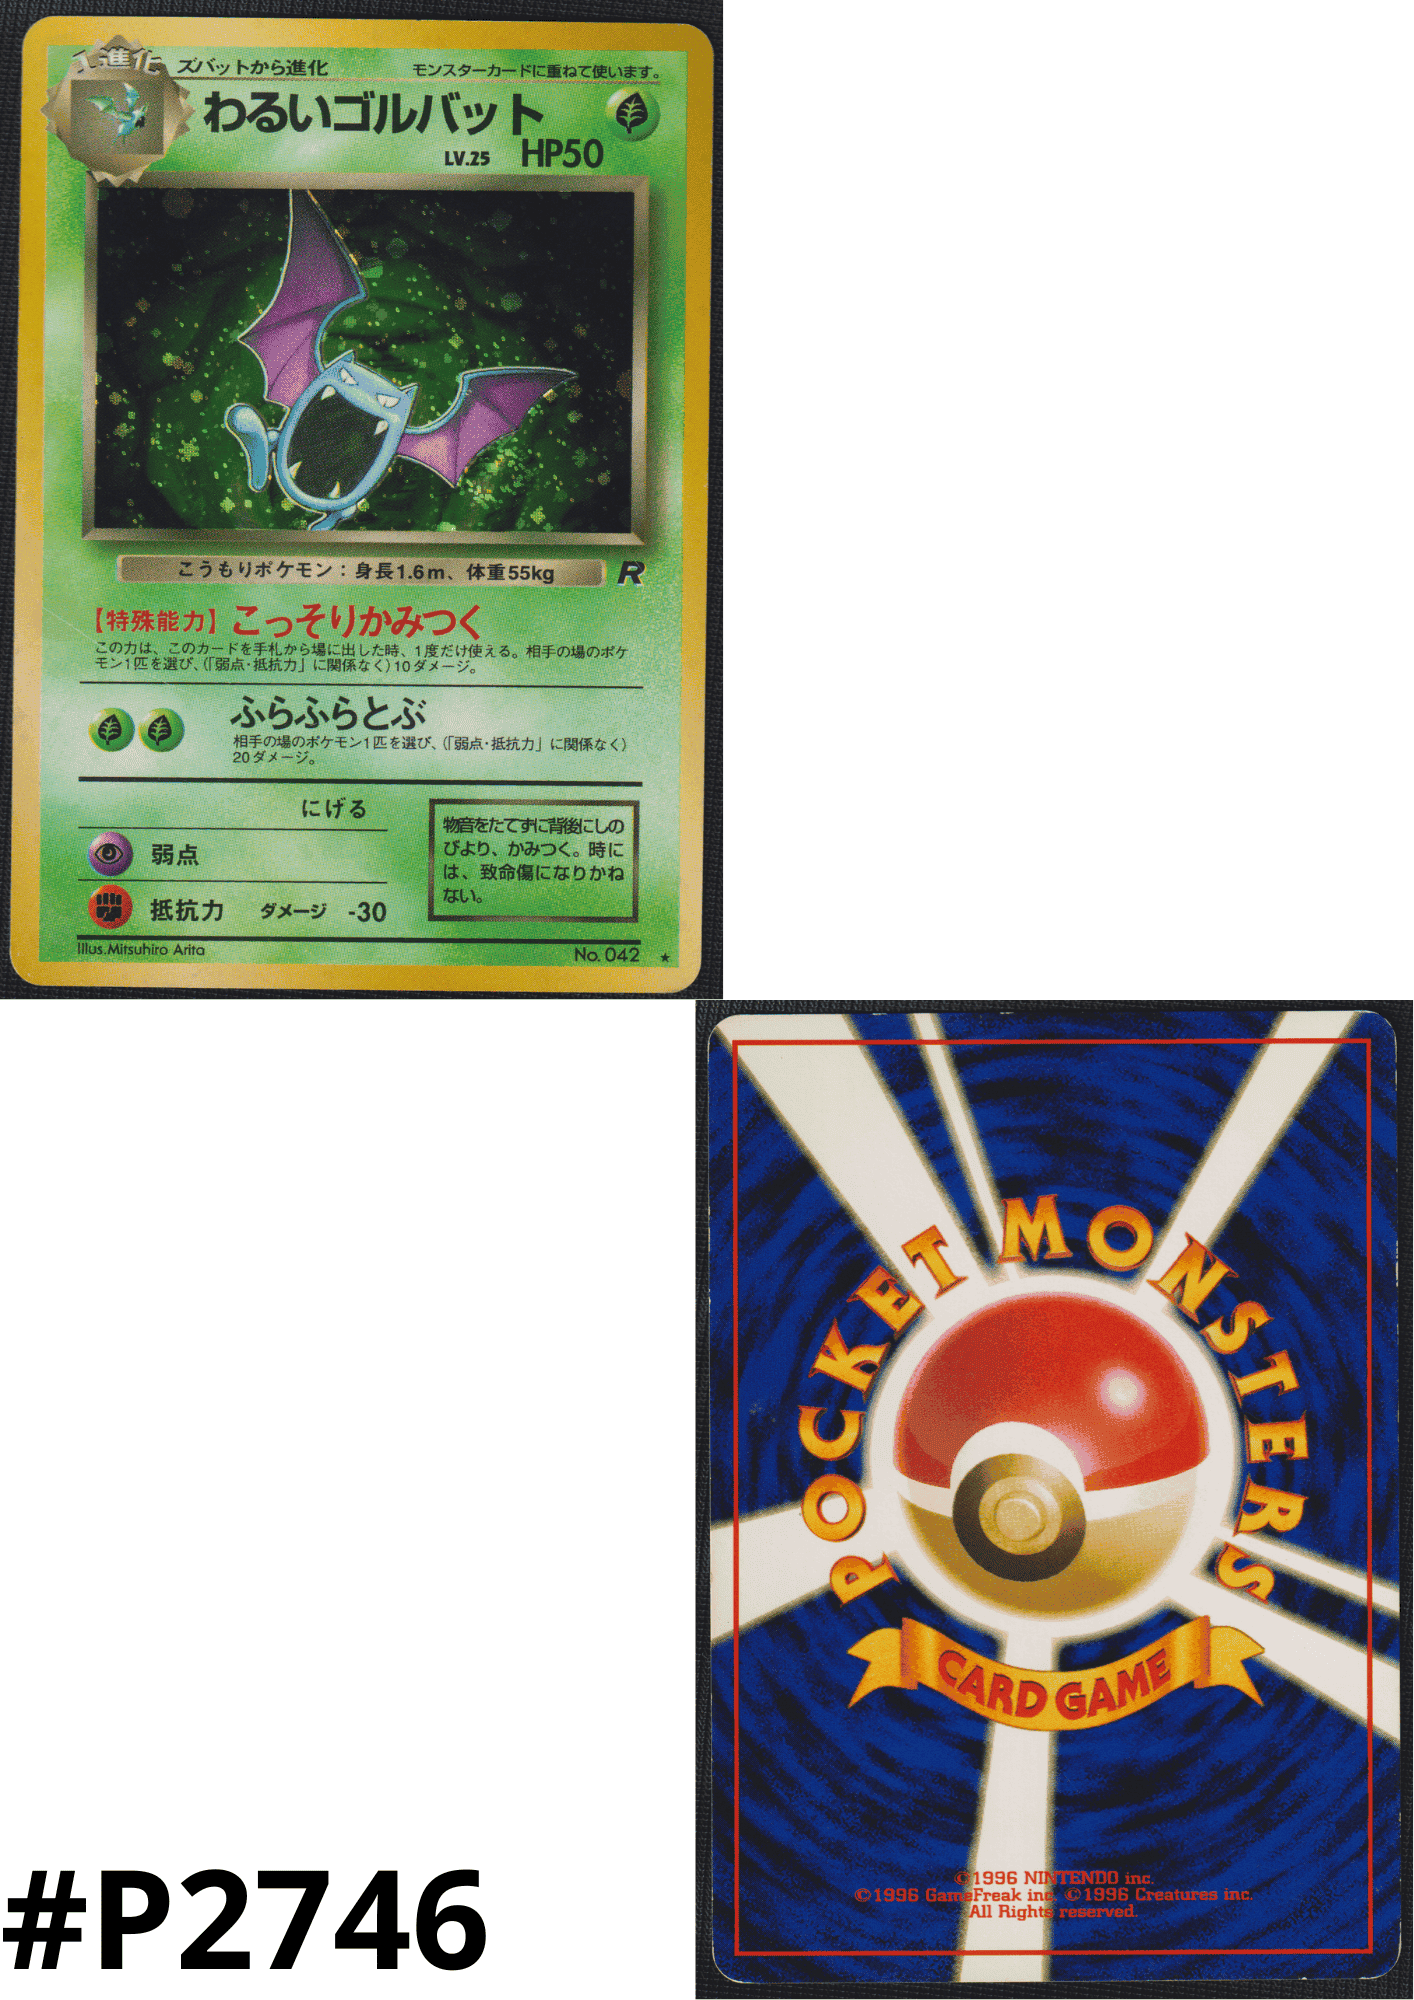 1進化
ズバットから進化
モンスターカードに重ねて使います。
わるいゴルバット
LV.25 HP50
こうもりポケモン：身長1.6m、体重55kg
R
【特殊能力】こっそりかみつく
この力は、このカードを手札から場に出した時、1度だけ使える。相手の場のポケ
モン1匹を選び、(「弱点・抵抗力」に関係なく)10ダメージ。
ふらふらとぶ
相手の場のポケモン1匹を選び、(「弱点・抵抗力」に関係なく)
20ダメージ。
にげる
弱点
抵抗力 ダメージ -30
物音をたてずに背後にしの
びより、かみつく。時に
は、致命傷になりかね
ない。
Illus.Mitsuhiro Arita
No. 042 ★
POCKET MONSTERS
CARD GAME
©1996 NINTENDO inc.
©1996 GameFreak inc. ©1996 Creatures inc.
All Rights reserved.
#P2746